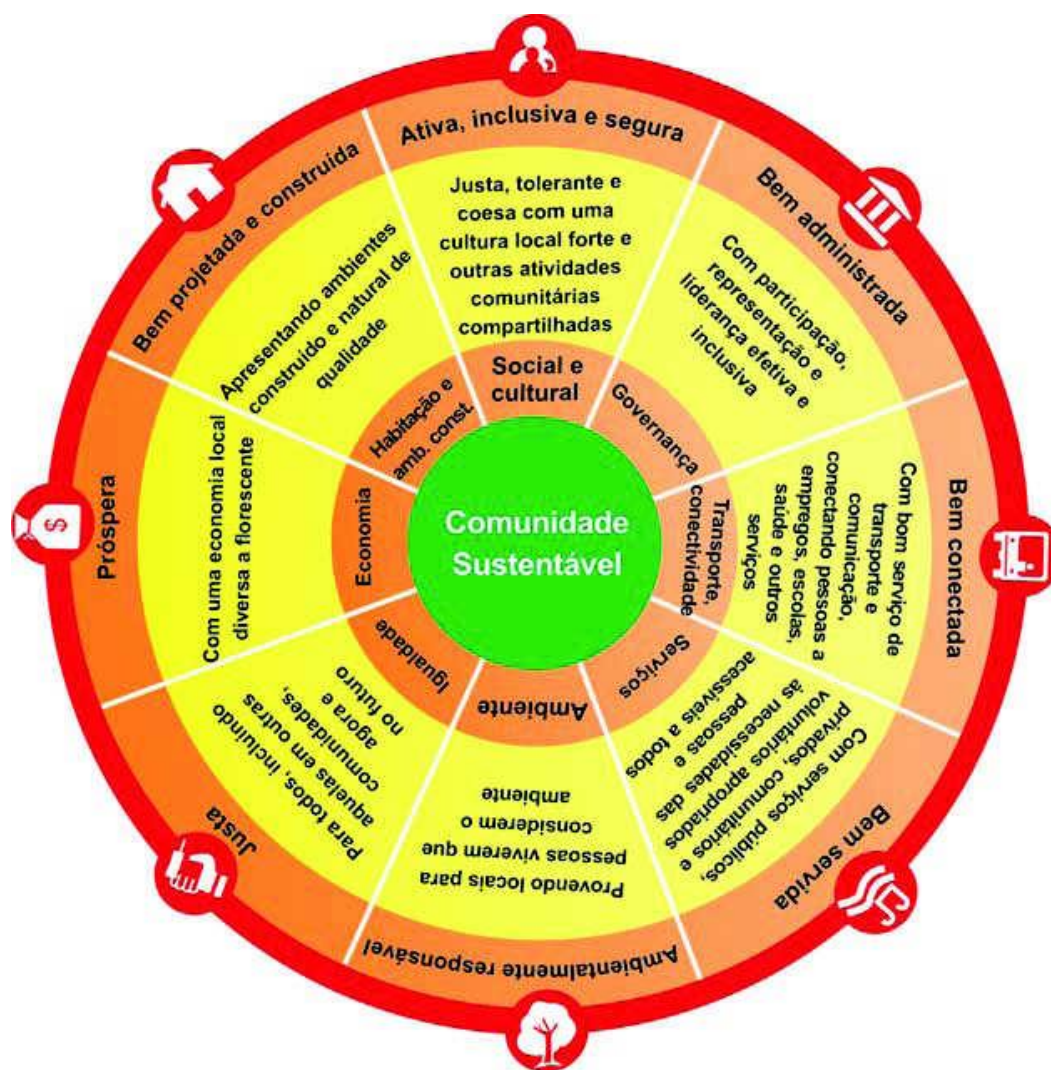 Comunidade
Sustentável
Ativa, inclusiva e segura
Justa, tolerante e
coesa com uma
cultura local forte e
outras atividades
comunitárias
compartilhadas
Social e
cultural
Bem administrada
Com participação,
representação e
liderança efetiva e
inclusiva
Governança
Bem conectada
Com bom serviço de
transporte e
comunicação,
conectando pessoas a
empregos, escolas,
saúde e outros
serviços
Transporte,
conectividade
Bem servida
Com serviços públicos,
privados, comunitários e
voluntários apropriados
às necessidades das
pessoas e
acessíveis a todos
Serviços
Ambientalmente responsável
Provendo locais para
pessoas viverem que
considerem o
ambiente
Ambiente
Justa
Para todos, incluindo
aquelas em outras
comunidades,
agora e
no futuro
Igualdade
Próspera
Com uma economia local
diversa a florescente
Economia
Bem projetada e construída
Apresentando ambientes
construído e natural de
qualidade
Habitação e
amb. const.
$